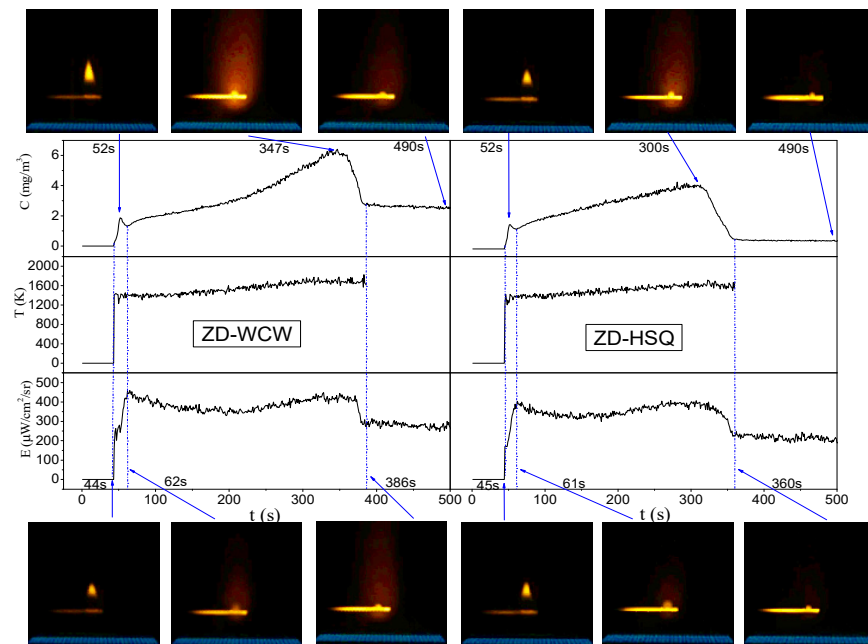 52s
347s
490s
52s
300s
490s
C (mg/m³)
6
4
2
0
T (K)
2000
1600
1200
800
400
0
ZD-WCW
ZD-HSQ
E (μW/cm²/sr)
500
400
300
200
100
0
44s
62s
386s
45s
61s
360s
0 100 200 300 400 500
0 100 200 300 400 500
t (s)
t (s)